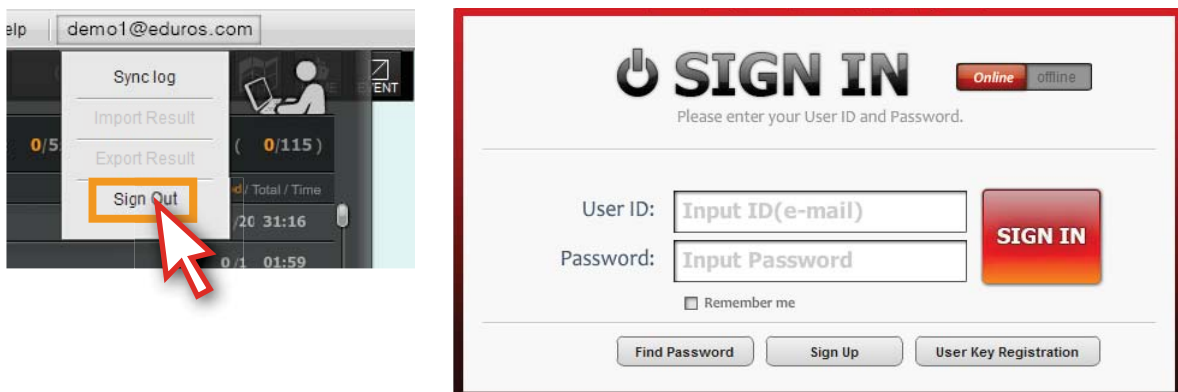 elp demo1@eduros.com
Sync log
EVENT
Import Result
0/5 ( 0/115 )
Export Result
/ Total / Time
Sign Out
/20 31:16
0 /1 01:59
SIGN IN
Online offline
Please enter your User ID and Password.
User ID: Input ID(e-mail)
Password: Input Password
SIGN IN
Remember me
Find Password Sign Up User Key Registration